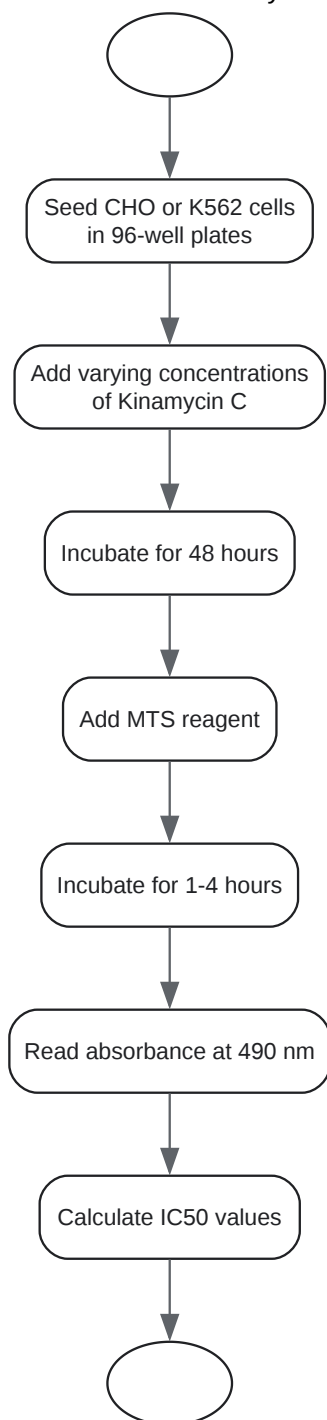 Seed CHO or K562 cells
in 96-well plates
Add varying concentrations
of Kinamycin C
Incubate for 48 hours
Add MTS reagent
Incubate for 1-4 hours
Read absorbance at 490 nm
Calculate IC50 values